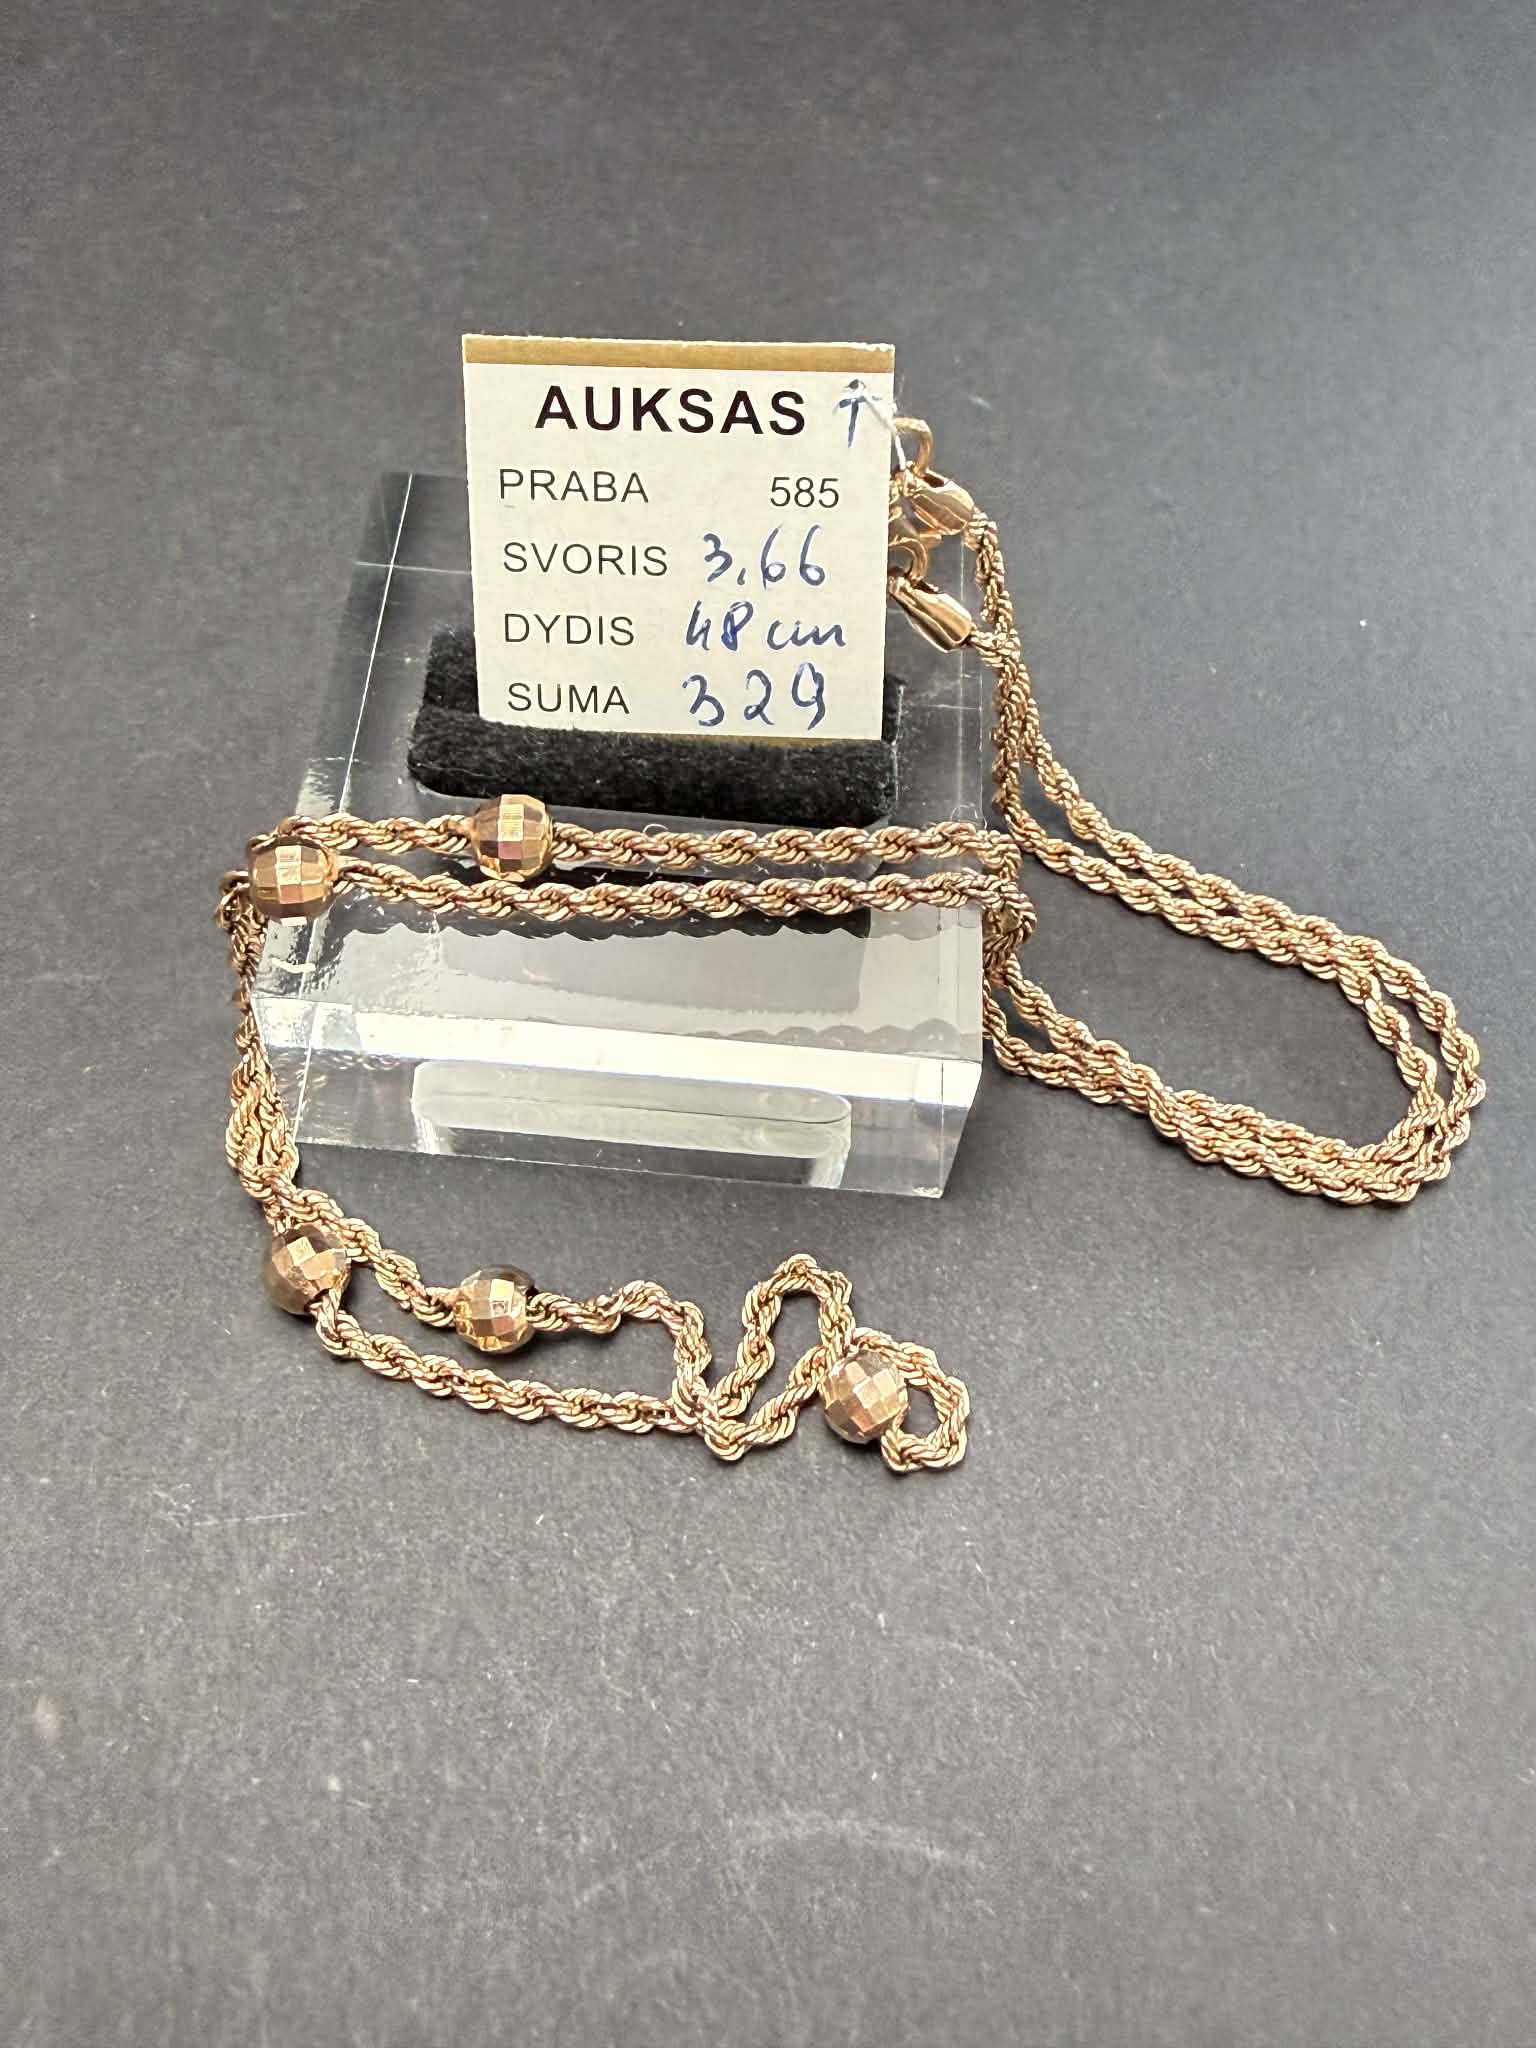 AUKSAS T
PRABA 585
SVORIS 3,66
DYDIS 48 cm
SUMA 329